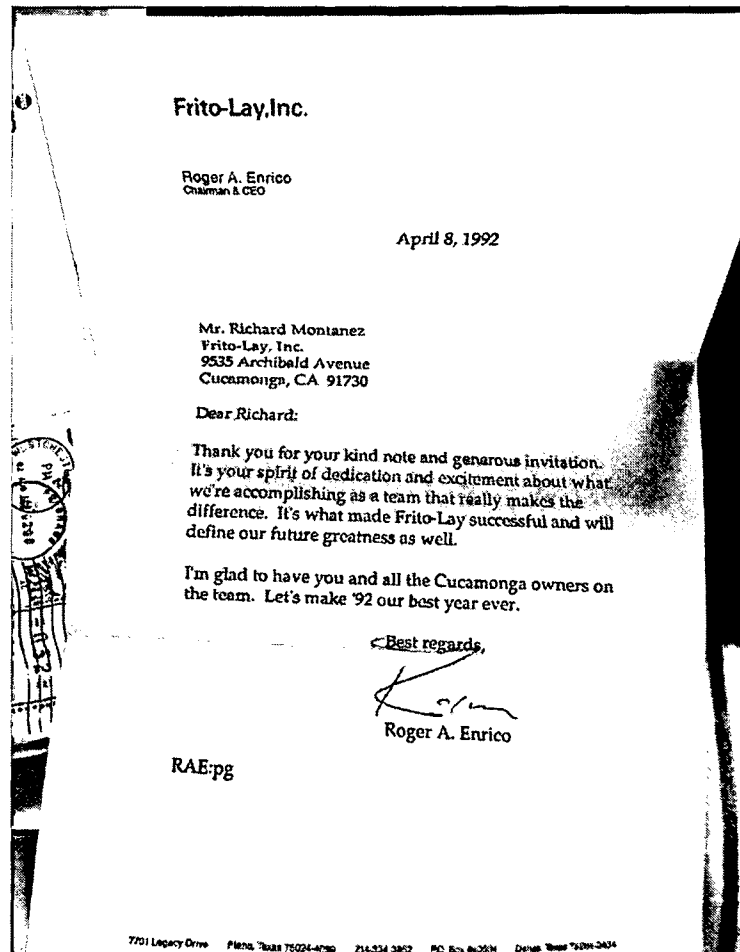 Frito-Lay, Inc.
Roger A. Enrico
Chairman & CEO
April 8, 1992
Mr. Richard Montanez
Frito-Lay, Inc.
9535 Archibald Avenue
Cucamonga, CA 91730
Dear Richard:
Thank you for your kind note and generous invitation.
It's your spirit of dedication and excitement about what
we're accomplishing as a team that really makes the
difference. It's what made Frito-Lay successful and will
define our future greatness as well.
I'm glad to have you and all the Cucamonga owners on
the team. Let's make '92 our best year ever.
Best regards,
Roger A. Enrico
RAE:pg
7701 Legacy Drive Plano, Texas 75024-4099 Dallas, Texas